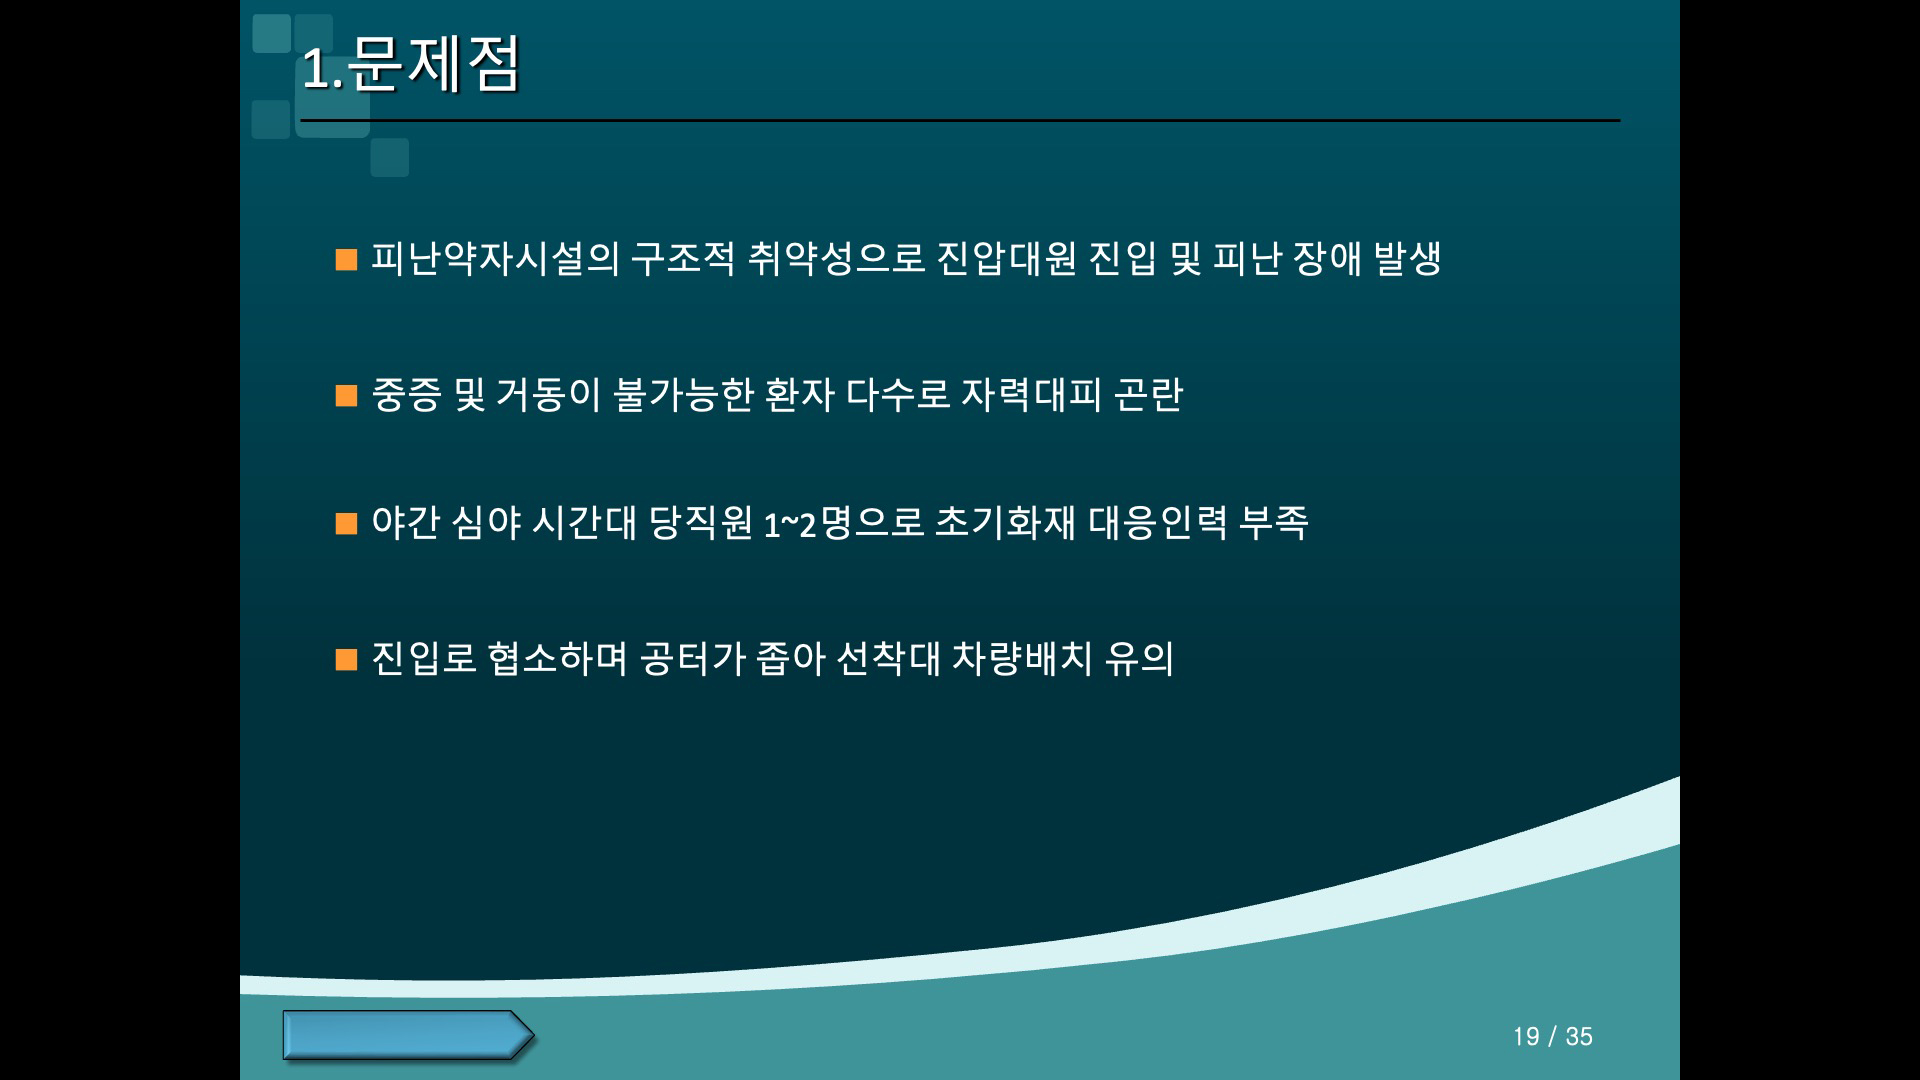 1.문제점
피난약자시설의 구조적 취약성으로 진압대원 진입 및 피난 장애 발생
중증 및 거동이 불가능한 환자 다수로 자력대피 곤란
야간 심야 시간대 당직원 1~2명으로 초기화재 대응인력 부족
진입로 협소하며 공터가 좁아 선착대 차량배치 유의
19 / 35